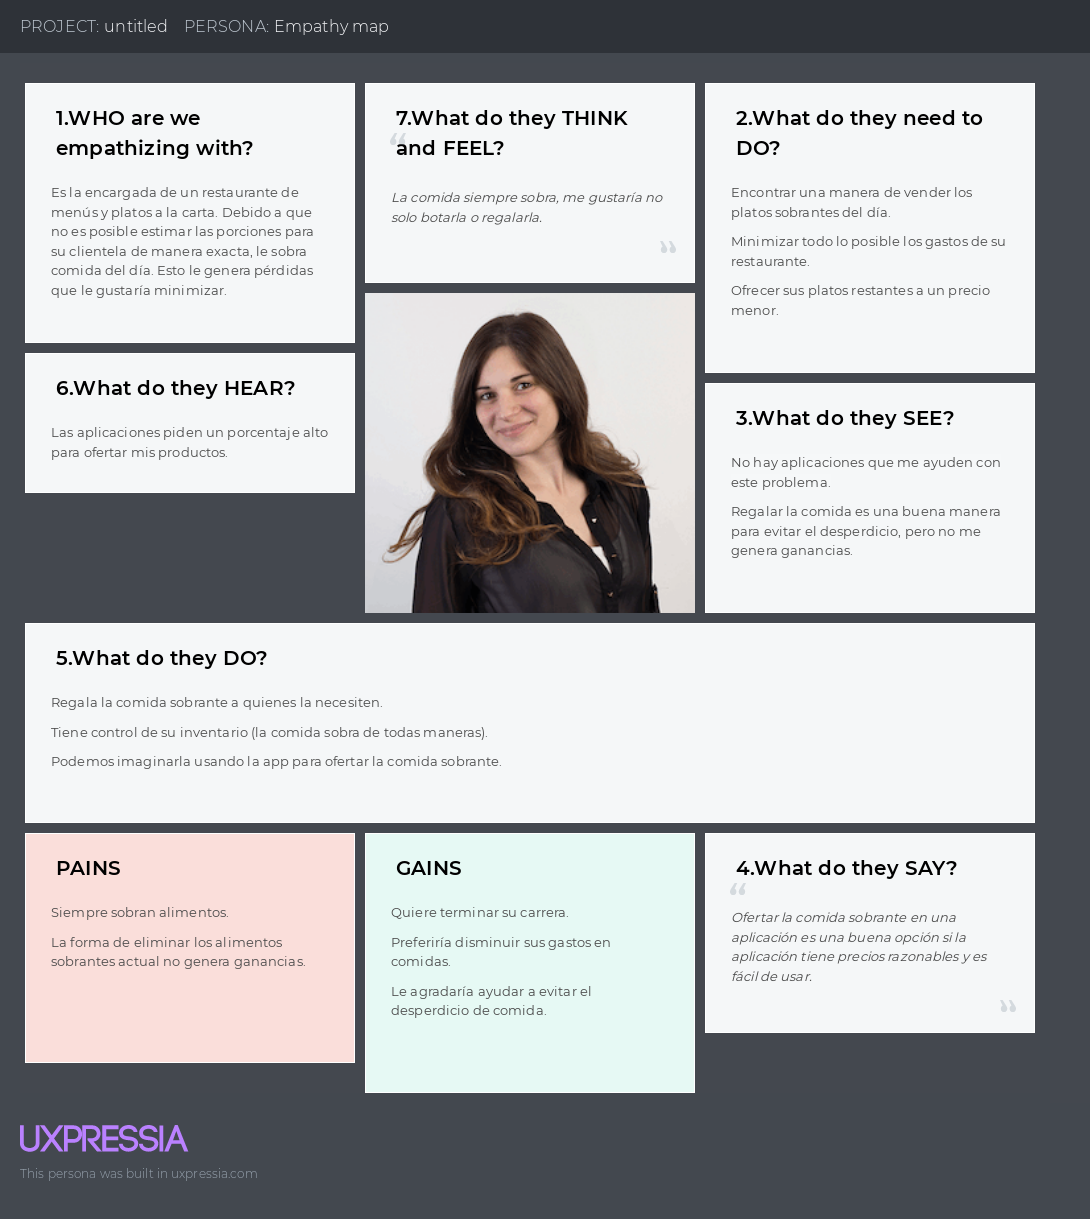 PROJECT: untitled PERSONA: Empathy map
1.WHO are we
empathizing with?
Es la encargada de un restaurante de
menús y platos a la carta. Debido a que
no es posible estimar las porciones para
su clientela de manera exacta, le sobra
comida del día. Esto le genera pérdidas
que le gustaría minimizar.
7.What do they THINK
and FEEL?
“
La comida siempre sobra, me gustaría no
solo botarla o regalarla.
”
2.What do they need to
DO?
Encontrar una manera de vender los
platos sobrantes del día.
Minimizar todo lo posible los gastos de su
restaurante.
Ofrecer sus platos restantes a un precio
menor.
6.What do they HEAR?
Las aplicaciones piden un porcentaje alto
para ofertar mis productos.
3.What do they SEE?
No hay aplicaciones que me ayuden con
este problema.
Regalar la comida es una buena manera
para evitar el desperdicio, pero no me
genera ganancias.
5.What do they DO?
Regala la comida sobrante a quienes la necesiten.
Tiene control de su inventario (la comida sobra de todas maneras).
Podemos imaginarla usando la app para ofertar la comida sobrante.
PAINS
Siempre sobran alimentos.
La forma de eliminar los alimentos
sobrantes actual no genera ganancias.
GAINS
Quiere terminar su carrera.
Preferiría disminuir sus gastos en
comidas.
Le agradaría ayudar a evitar el
desperdicio de comida.
4.What do they SAY?
“
Ofertar la comida sobrante en una
aplicación es una buena opción si la
aplicación tiene precios razonables y es
fácil de usar.
”
UXPRESSIA
This persona was built in uxpressia.com